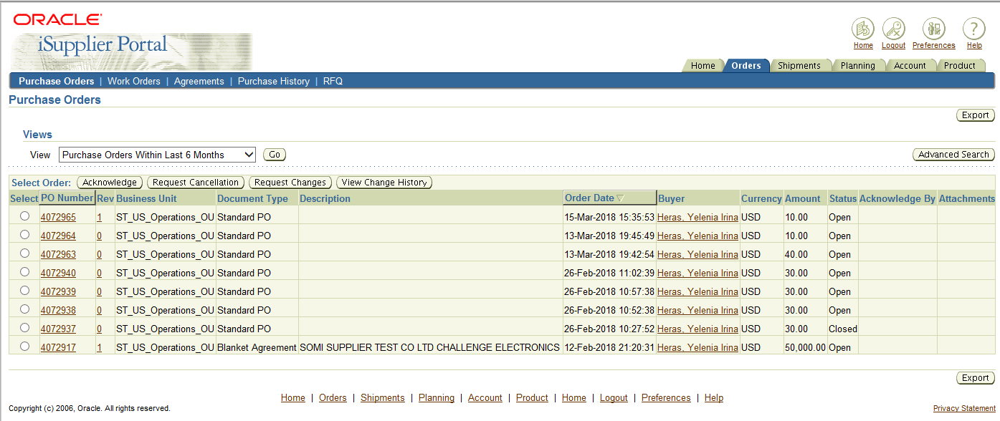 ORACLE
iSupplier Portal
Home Logout Preferences Help
Home Orders Shipments Planning Account Product
Purchase Orders | Work Orders | Agreements | Purchase History | RFQ
Purchase Orders
Export
Views
View Purchase Orders Within Last 6 Months Go Advanced Search
Select Order: Acknowledge Request Cancellation Request Changes View Change History
Select PO Number Rev Business Unit Document Type Description Order Date Buyer Currency Amount Status Acknowledge By Attachments
4072965 1 ST_US_Operations_OU Standard PO 15-Mar-2018 15:35:53 Heras, Yelenia Irina USD 10.00 Open
4072964 0 ST_US_Operations_OU Standard PO 13-Mar-2018 19:45:49 Heras, Yelenia Irina USD 10.00 Open
4072963 0 ST_US_Operations_OU Standard PO 13-Mar-2018 19:42:54 Heras, Yelenia Irina USD 40.00 Open
4072940 0 ST_US_Operations_OU Standard PO 26-Feb-2018 11:02:39 Heras, Yelenia Irina USD 30.00 Open
4072939 0 ST_US_Operations_OU Standard PO 26-Feb-2018 10:57:38 Heras, Yelenia Irina USD 30.00 Open
4072938 0 ST_US_Operations_OU Standard PO 26-Feb-2018 10:52:38 Heras, Yelenia Irina USD 30.00 Open
4072937 0 ST_US_Operations_OU Standard PO 26-Feb-2018 10:27:52 Heras, Yelenia Irina USD 30.00 Closed
4072917 1 ST_US_Operations_OU Blanket Agreement SOMI SUPPLIER TEST CO LTD CHALLENGE ELECTRONICS 12-Feb-2018 21:20:31 Heras, Yelenia Irina USD 50,000.00 Open
Export
Home | Orders | Shipments | Planning | Account | Product | Home | Logout | Preferences | Help
Copyright (c) 2006, Oracle. All rights reserved. Privacy Statement